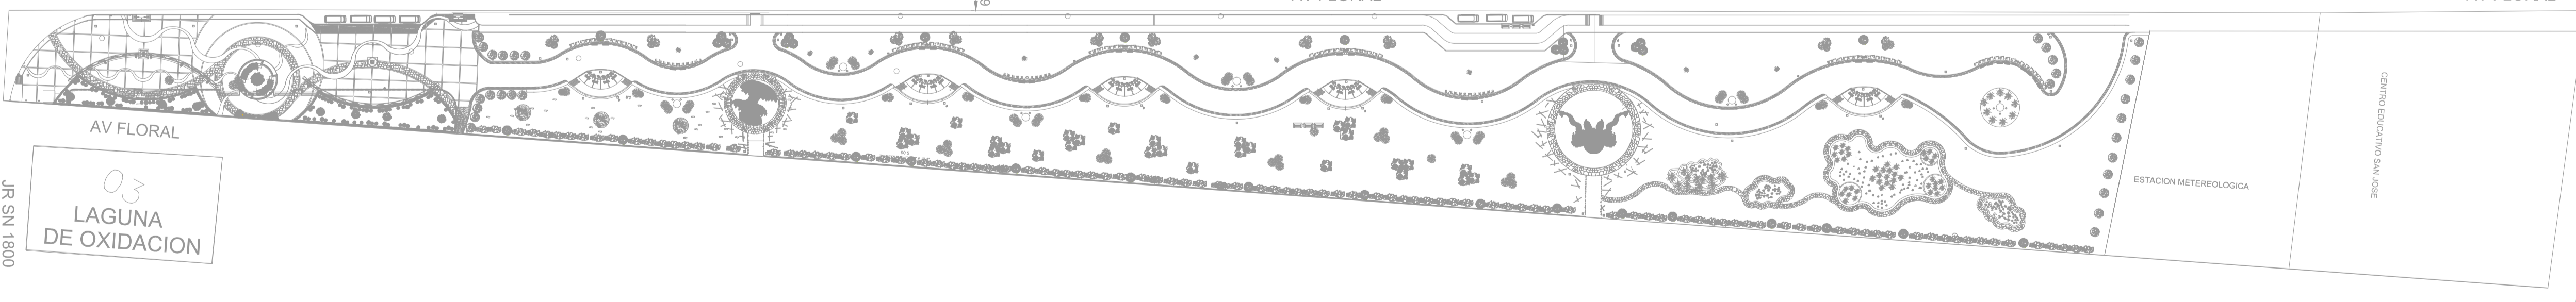 AV FLORAL
03
LAGUNA
DE OXIDACION
JR SN 1800
ESTACION METEREOLOGICA
CENTRO EDUCATIVO SAN JOSE